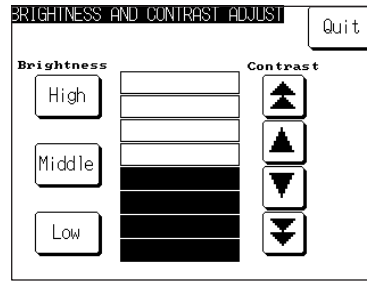 BRIGHTNESS AND CONTRAST ADJUST
Quit
Brightness
Contrast
High
Middle
Low